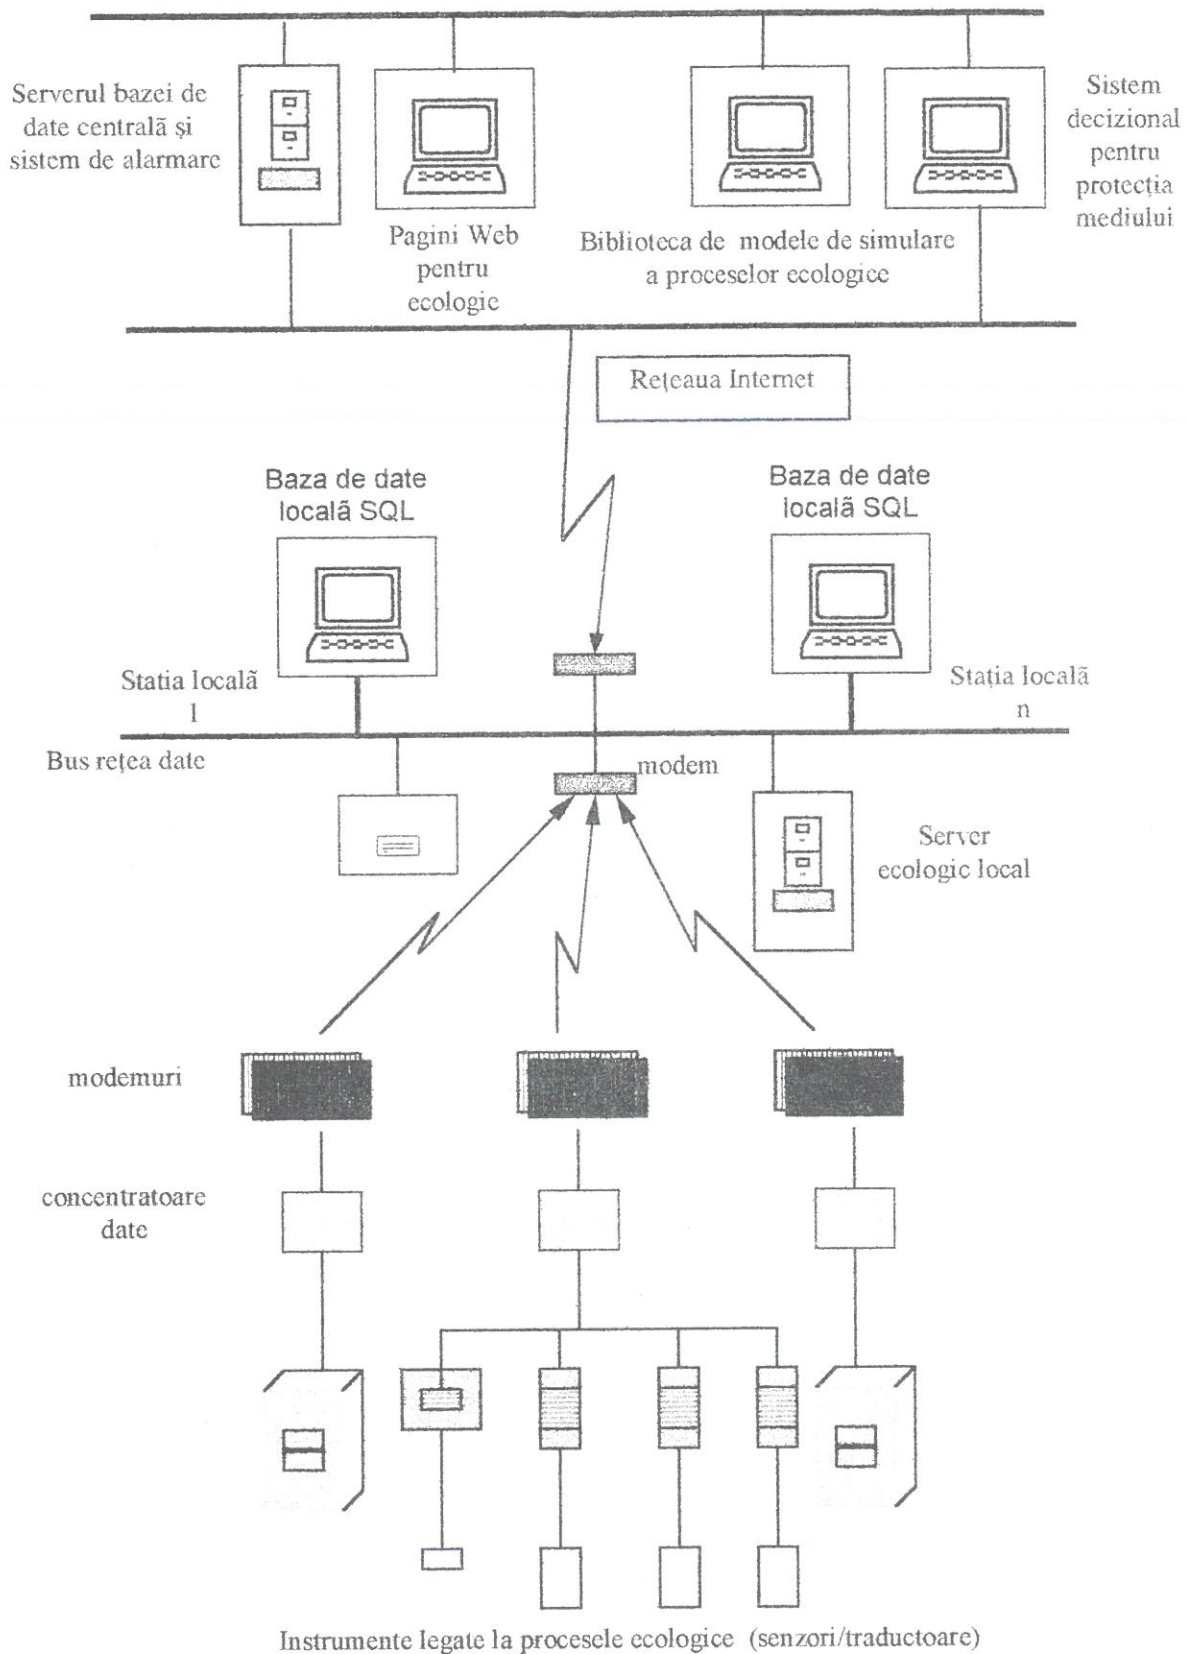 Serverul bazei de
date centrală și
sistem de alarmare
Pagini Web
pentru
ecologie
Biblioteca de modele de simulare
a proceselor ecologice
Sistem
decizional
pentru
protecția
mediului
Rețeaua Internet
Baza de date
locală SQL
Baza de date
locală SQL
Statia locală
1
Stația locală
n
Bus rețea date
modem
Server
ecologic local
modemuri
concentratoare
date
Instrumente legate la procesele ecologice (senzori/traductoare)